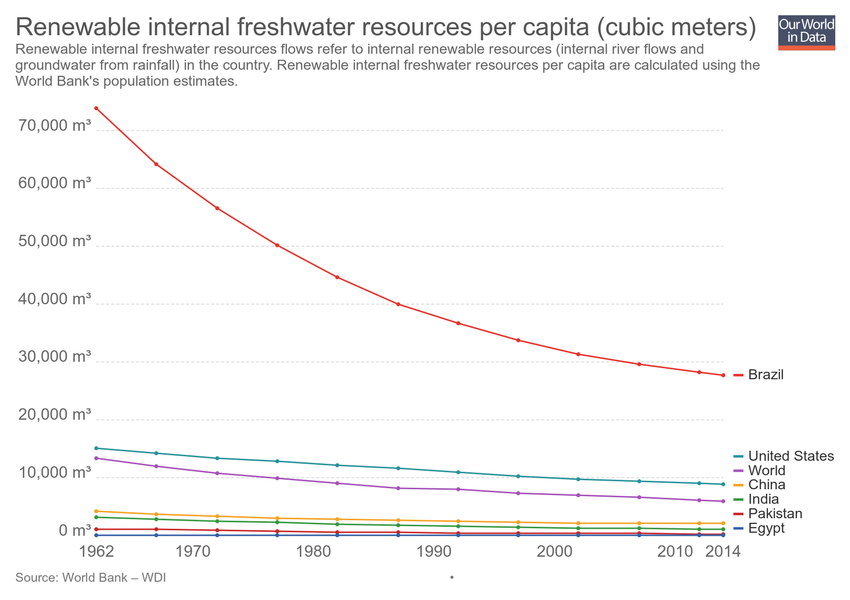 Renewable internal freshwater resources per capita (cubic meters)
Our World
in Data
Renewable internal freshwater resources flows refer to internal renewable resources (internal river flows and
groundwater from rainfall) in the country. Renewable internal freshwater resources per capita are calculated using the
World Bank's population estimates.
70,000 m³
60,000 m³
50,000 m³
40,000 m³
30,000 m³
Brazil
20,000 m³
United States
World
10,000 m³
China
India
Pakistan
Egypt
0 m³
1962 1970 1980 1990 2000 2010 2014
Source: World Bank – WDI